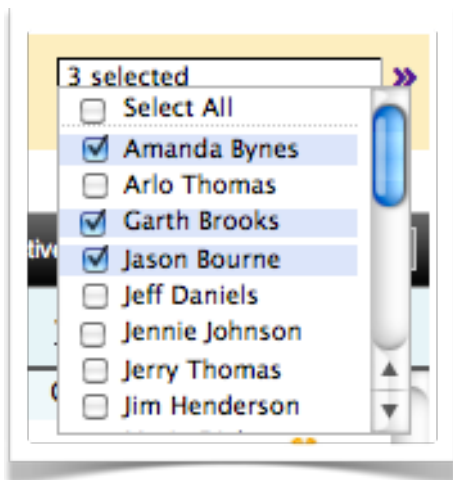 3 selected »
Select All
Amanda Bynes
Arlo Thomas
Garth Brooks
tive
Jason Bourne
Jeff Daniels
Jennie Johnson
Jerry Thomas
Jim Henderson